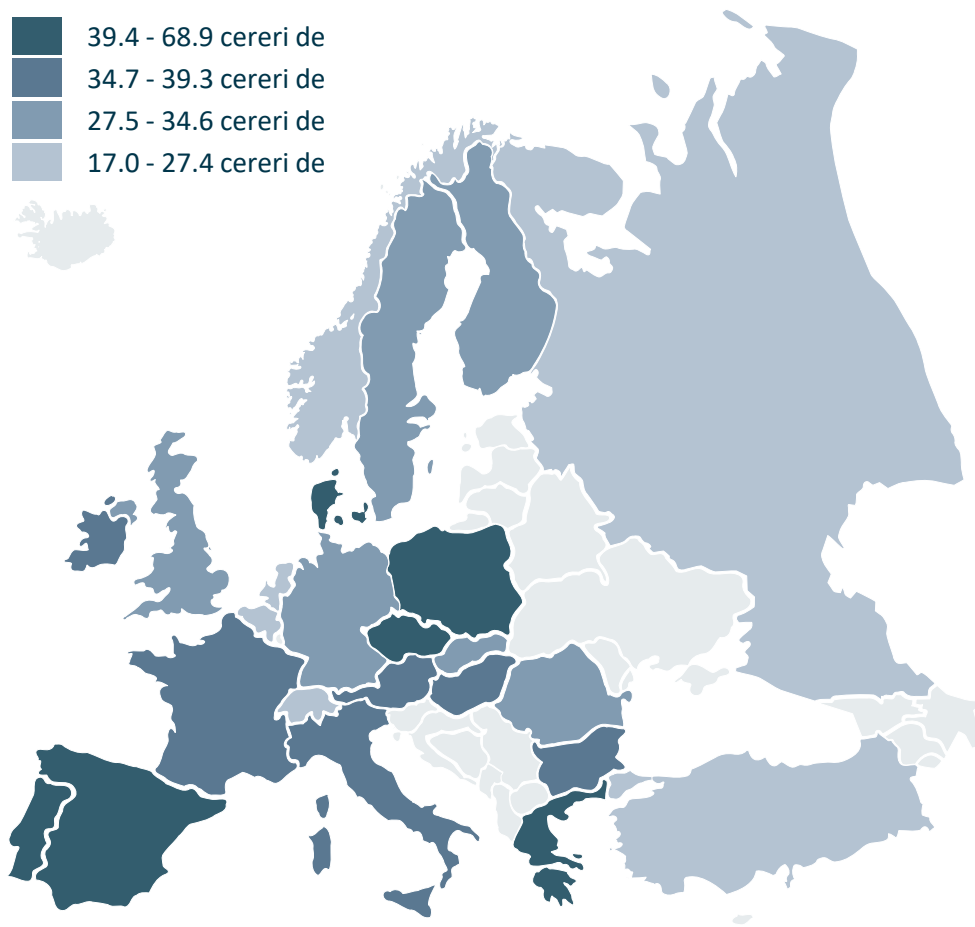 39.4 - 68.9 cereri de
34.7 - 39.3 cereri de
27.5 - 34.6 cereri de
17.0 - 27.4 cereri de